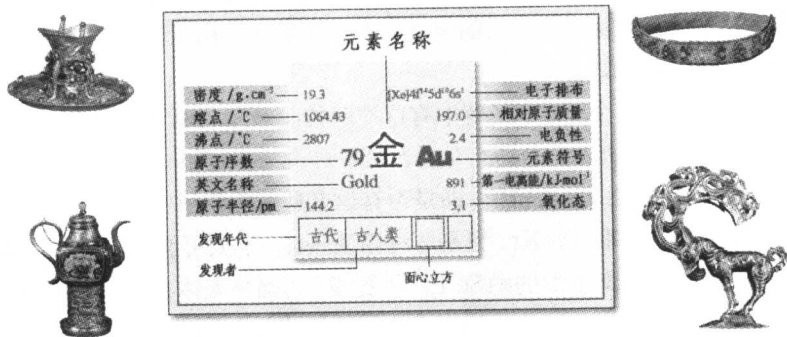 元素名称
密度/g.cm⁻³ 19.3 [Xe]4f¹⁴5d¹⁰6s¹ 电子排布
熔点/°C 1064.43 197.0 相对原子质量
沸点/°C 2807 2.4 电负性
原子序数 79 金 Au 元素符号
英文名称 Gold 891 第一电离能/kJ·mol⁻¹
原子半径/pm 144.2 3,1 氧化态
发现年代 古代 古人类
发现者 面心立方